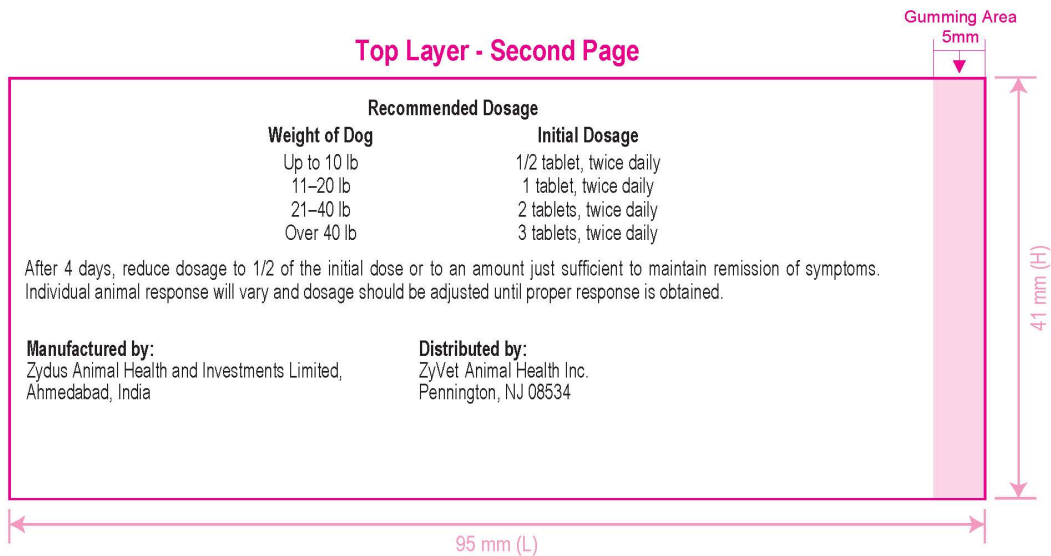 Gumming Area
5mm
Top Layer - Second Page
Recommended Dosage
Weight of Dog Initial Dosage
Up to 10 lb 1/2 tablet, twice daily
11–20 lb 1 tablet, twice daily
21–40 lb 2 tablets, twice daily
Over 40 lb 3 tablets, twice daily
After 4 days, reduce dosage to 1/2 of the initial dose or to an amount just sufficient to maintain remission of symptoms.
Individual animal response will vary and dosage should be adjusted until proper response is obtained.
Manufactured by: Distributed by:
Zydus Animal Health and Investments Limited, ZyVet Animal Health Inc.
Ahmedabad, India Pennington, NJ 08534
41 mm (H)
95 mm (L)